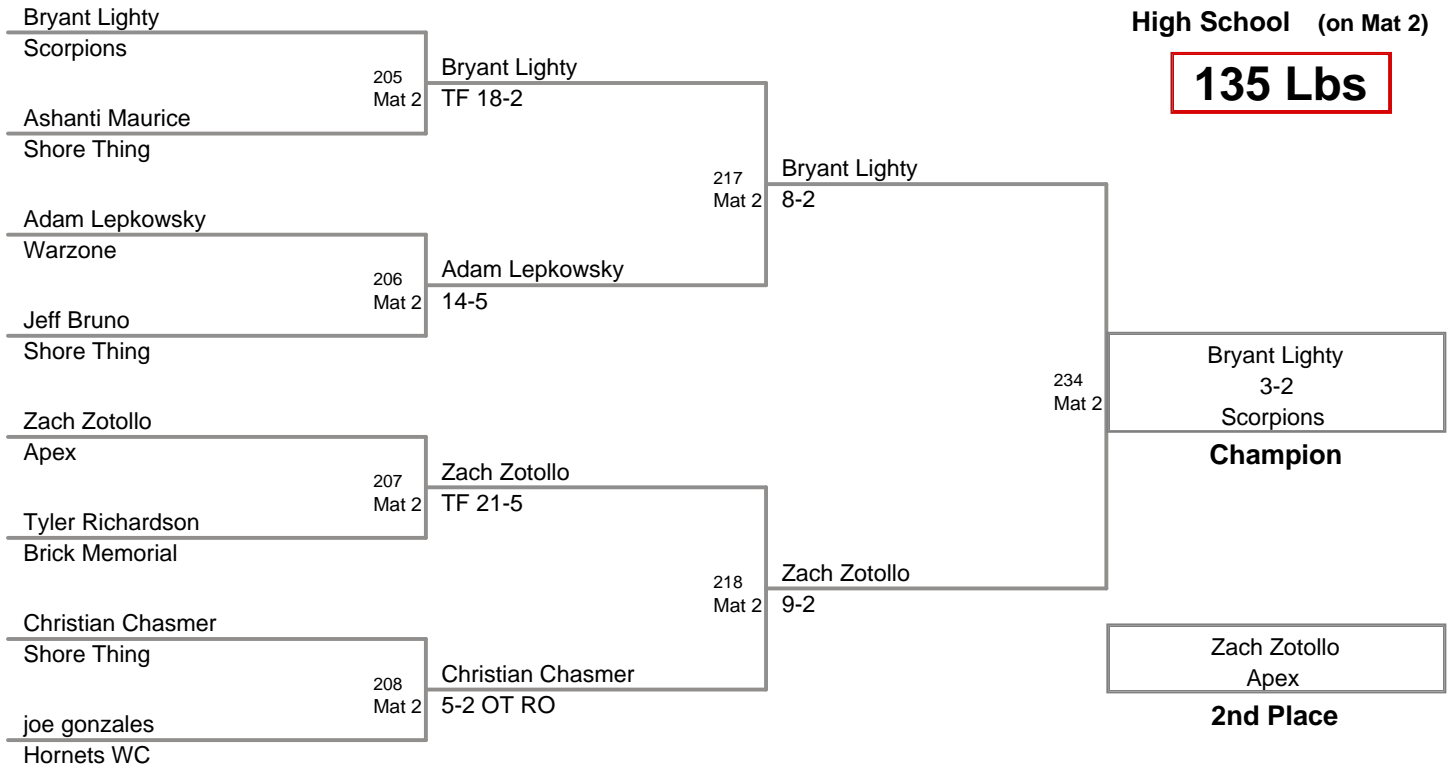 High School (on Mat 2)
135 Lbs
Bryant Lighty
Scorpions
205
Mat 2
Ashanti Maurice
Shore Thing
Adam Lepkowsky
Warzone
206
Mat 2
Jeff Bruno
Shore Thing
Zach Zotollo
Apex
207
Mat 2
Tyler Richardson
Brick Memorial
Christian Chasmer
Shore Thing
208
Mat 2
joe gonzales
Hornets WC
Bryant Lighty
TF 18-2
217
Mat 2
Adam Lepkowsky
14-5
Zach Zotollo
TF 21-5
218
Mat 2
Christian Chasmer
5-2 OT RO
Bryant Lighty
8-2
234
Mat 2
Zach Zotollo
9-2
Bryant Lighty
3-2
Scorpions
Champion
Zach Zotollo
Apex
2nd Place